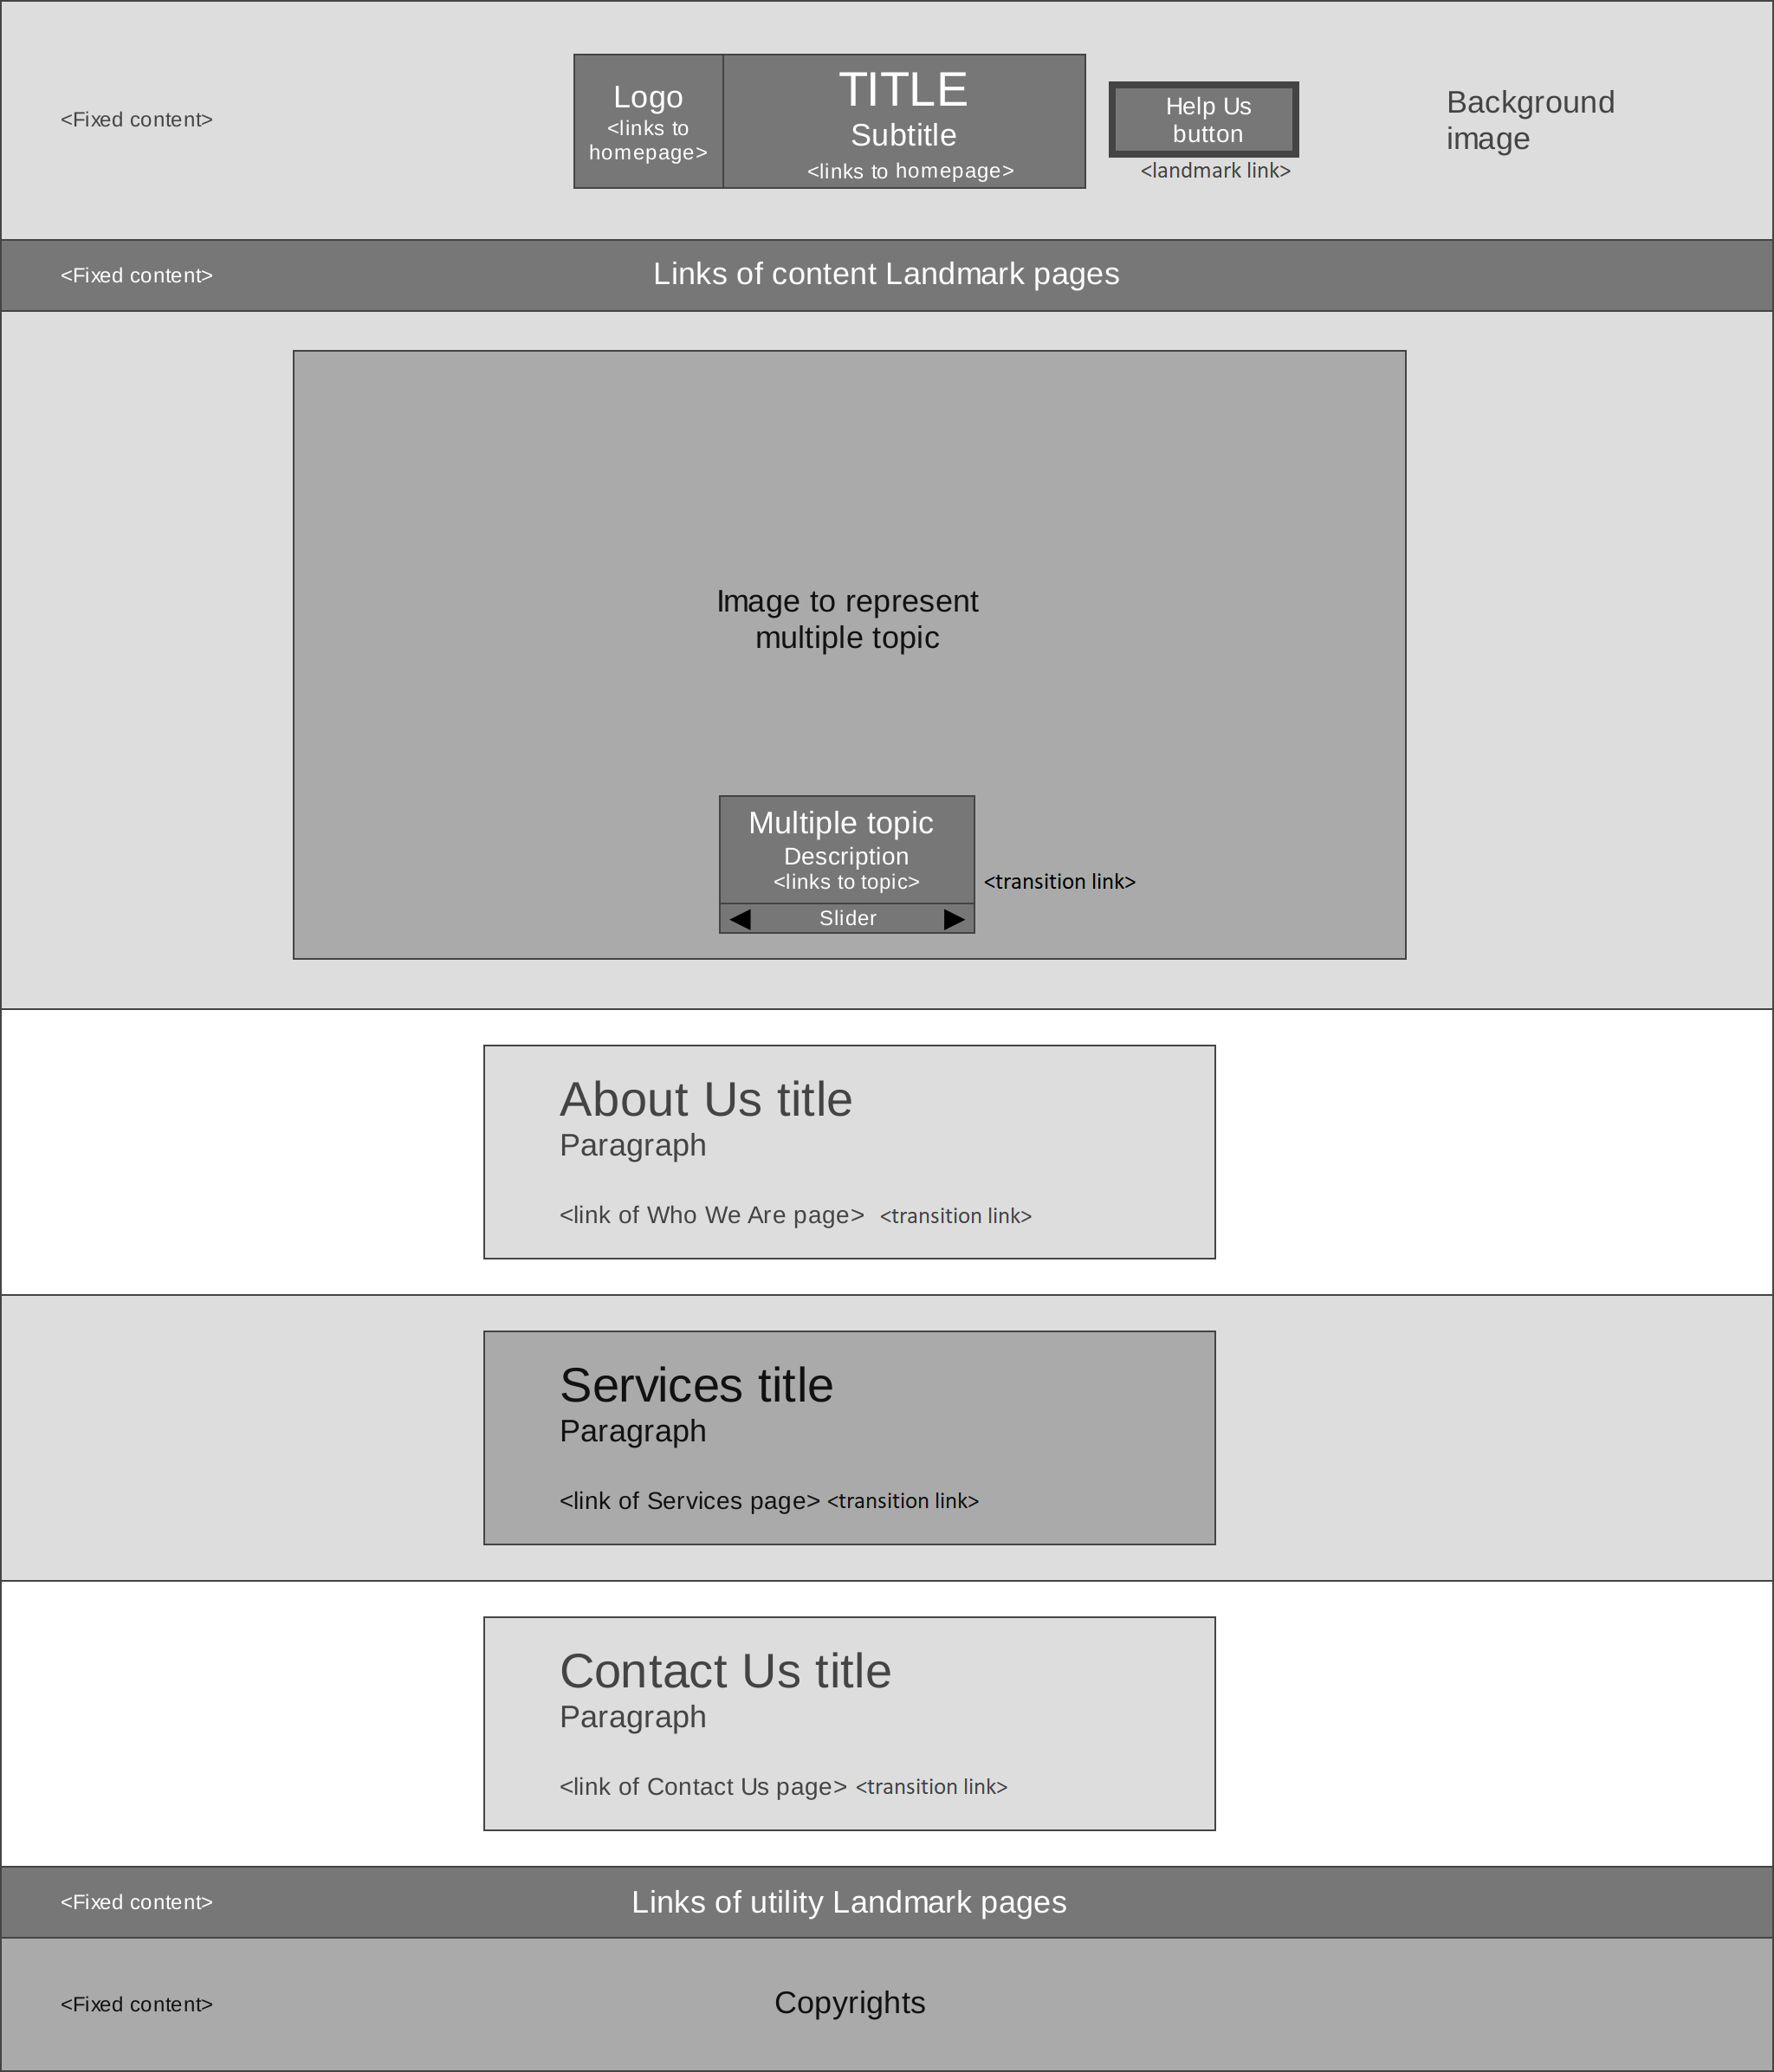 <Fixed content>
Logo
<links to
homepage>
TITLE
Subtitle
<links to homepage>
Help Us
button
<landmark link>
Background
image
<Fixed content>
Links of content Landmark pages
Image to represent
multiple topic
Multiple topic
Description
<links to topic>
<transition link>
Slider
About Us title
Paragraph
<link of Who We Are page> <transition link>
Services title
Paragraph
<link of Services page> <transition link>
Contact Us title
Paragraph
<link of Contact Us page> <transition link>
<Fixed content>
Links of utility Landmark pages
<Fixed content>
Copyrights